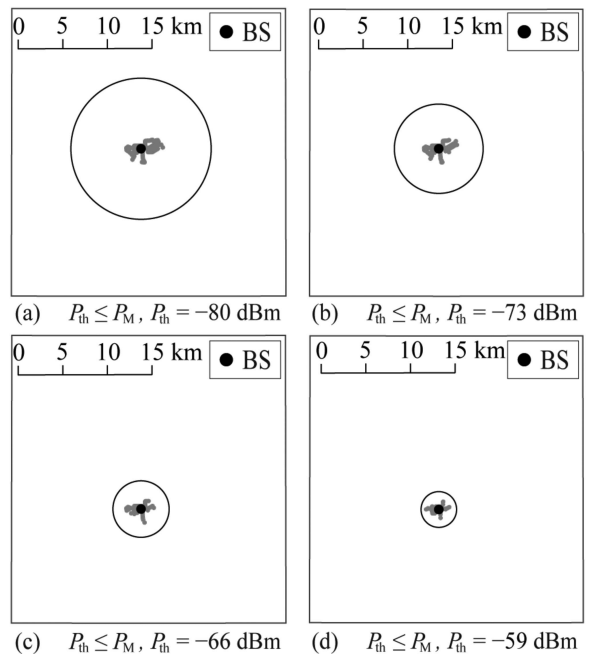 0 5 10 15 km BS
0 5 10 15 km BS
(a) Pth ≤ PM , Pth = −80 dBm
(b) Pth ≤ PM , Pth = −73 dBm
0 5 10 15 km BS
0 5 10 15 km BS
(c) Pth ≤ PM , Pth = −66 dBm
(d) Pth ≤ PM , Pth = −59 dBm